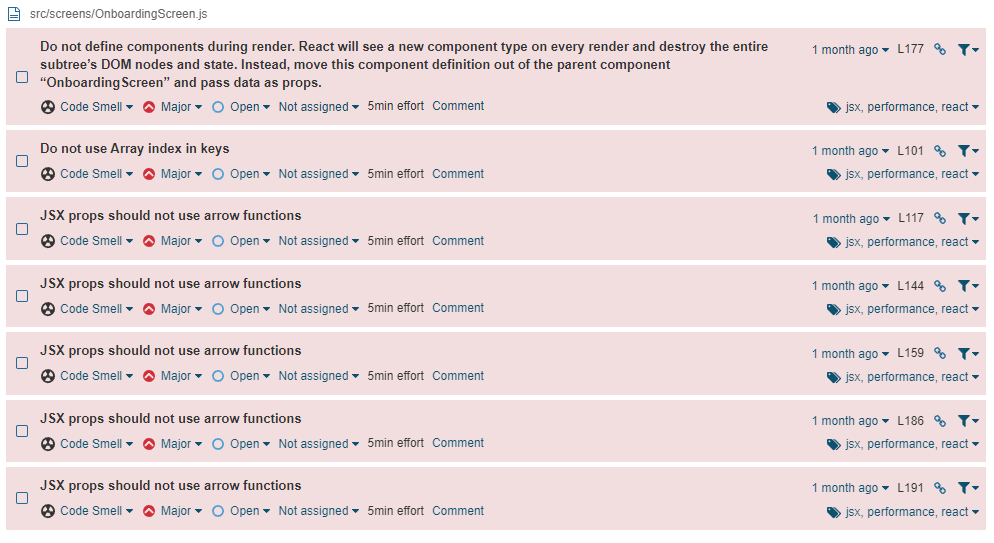 src/screens/OnboardingScreen.js
Do not define components during render. React will see a new component type on every render and destroy the entire
subtree’s DOM nodes and state. Instead, move this component definition out of the parent component
“OnboardingScreen” and pass data as props.
1 month ago L177
Code Smell Major Open Not assigned 5min effort Comment
jsx, performance, react
Do not use Array index in keys
1 month ago L101
Code Smell Major Open Not assigned 5min effort Comment
jsx, performance, react
JSX props should not use arrow functions
1 month ago L117
Code Smell Major Open Not assigned 5min effort Comment
jsx, performance, react
JSX props should not use arrow functions
1 month ago L144
Code Smell Major Open Not assigned 5min effort Comment
jsx, performance, react
JSX props should not use arrow functions
1 month ago L159
Code Smell Major Open Not assigned 5min effort Comment
jsx, performance, react
JSX props should not use arrow functions
1 month ago L186
Code Smell Major Open Not assigned 5min effort Comment
jsx, performance, react
JSX props should not use arrow functions
1 month ago L191
Code Smell Major Open Not assigned 5min effort Comment
jsx, performance, react